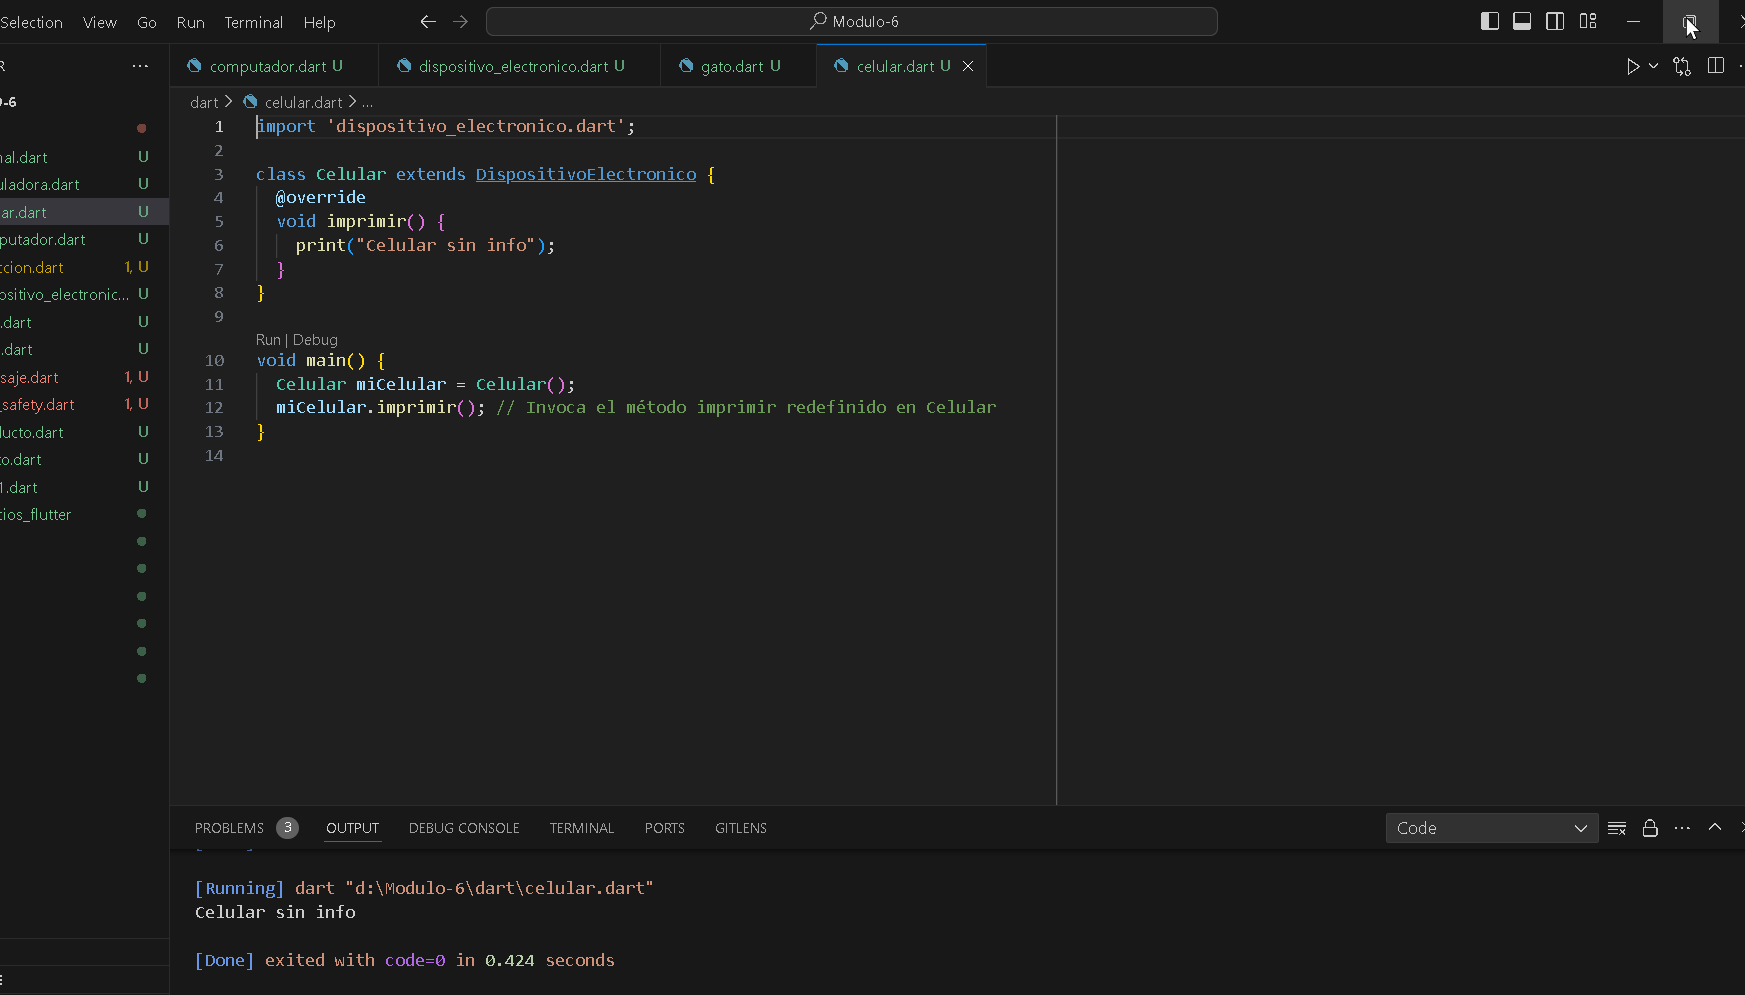 Selection View Go Run Terminal Help Modulo-6
R ...
computador.dart U dispositivo_electronico.dart U gato.dart U celular.dart U
-6
dart > celular.dart > ...
1 import 'dispositivo_electronico.dart';
2
3 class Celular extends DispositivoElectronico {
4 @override
5 void imprimir() {
6 print("Celular sin info");
7 }
8 }
9
Run | Debug
10 void main() {
11 Celular miCelular = Celular();
12 miCelular.imprimir(); // Invoca el método imprimir redefinido en Celular
13 }
14
nal.dart U
uladora.dart U
ar.dart U
putador.dart U
ccion.dart 1, U
ositivo_electronic... U
.dart U
.dart U
saje.dart 1, U
_safety.dart 1, U
ducto.dart U
to.dart U
1.dart U
cios_flutter
PROBLEMS 3 OUTPUT DEBUG CONSOLE TERMINAL PORTS GITLENS Code
[Running] dart "d:\Modulo-6\dart\celular.dart"
Celular sin info
[Done] exited with code=0 in 0.424 seconds